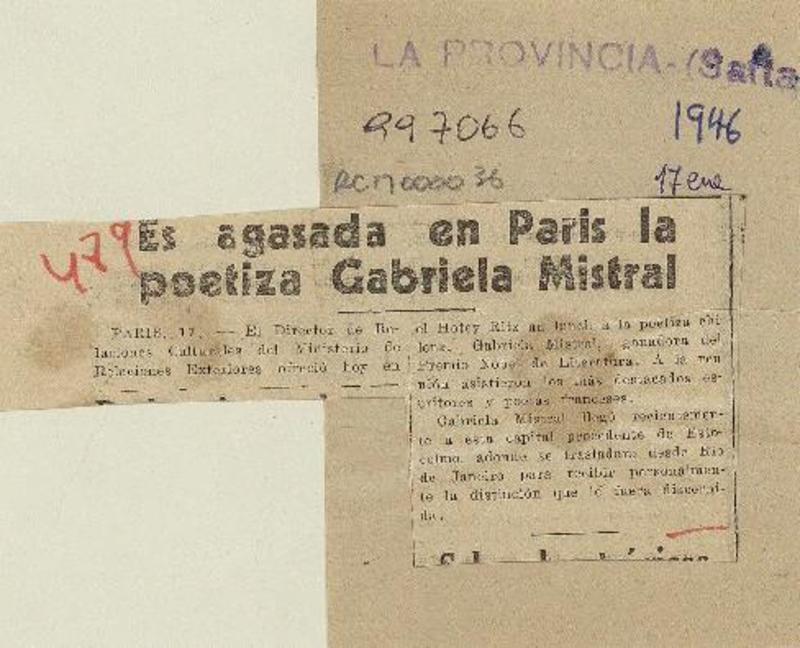 LA PROVINCIA-(Salta
997066
1946
RCM000036
17 ene
479
Es agasada en Paris la
poetiza Gabriela Mistral
PARIS, 17. — El Director de Re-
laciones Culturales del Ministerio de
Relaciones Exteriores ofreció hoy en
el Hotel Ritz un lunch a la poetiza chi
lena, Gabriela Mistral, ganadora del
Premio Nobel de Literatura. A la reu
nión asistieron los más destacados es-
critores y poetas franceses.
Gabriela Mistral llegó recientemen-
te a esta capital procedente de Esto-
colmo, adonde se trasladara desde Rio
de Janeiro para recibir personalmen-
te la distinción que le fuera discerni-
da.